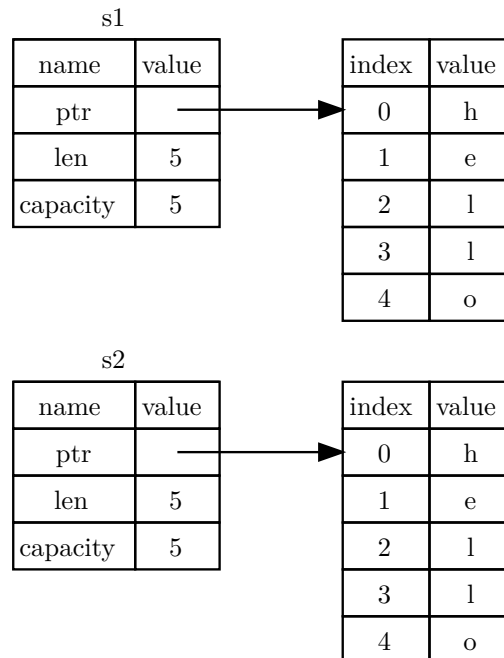 s1
name value
ptr
len 5
capacity 5
index value
0 h
1 e
2 l
3 l
4 o
s2
name value
ptr
len 5
capacity 5
index value
0 h
1 e
2 l
3 l
4 o